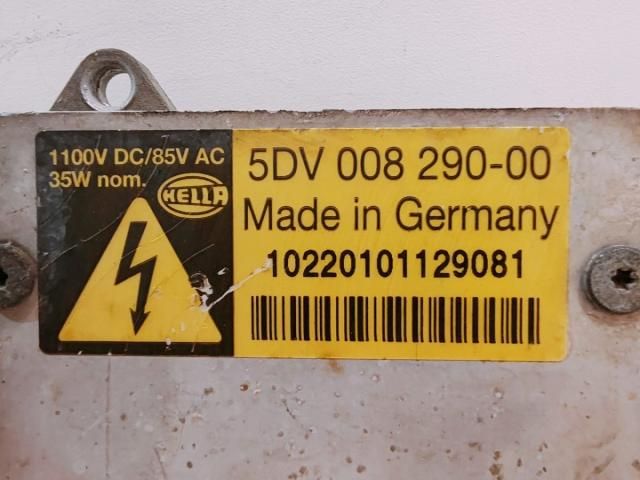 1100V DC/85V AC
35W nom.
HELLA
5DV 008 290-00
Made in Germany
10220101129081